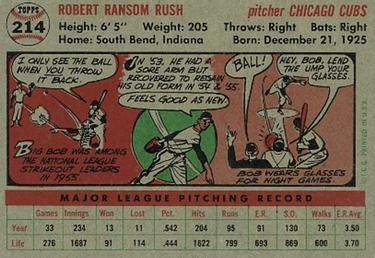 TOPPS
214
ROBERT RANSOM RUSH pitcher CHICAGO CUBS
Height: 6' 5" Weight: 205 Throws: Right Bats: Right
Home: South Bend, Indiana Born: December 21, 1925
I ONLY SEE THE BALL
WHEN YOU THROW
IT BACK.
BIG BOB WAS AMONG
THE NATIONAL LEAGUE
STRIKEOUT LEADERS
IN 1955.
IN '53, HE HAD A
SORE ARM BUT
RECOVERED TO REGAIN
HIS OLD FORM IN '54 & '55.
FEELS GOOD AS NEW.
BALL!
HEY, BOB, LEND
THE UMP YOUR
GLASSES.
BOB WEARS GLASSES
FOR NIGHT GAMES.
T.C.G. PRINTED IN U.S.A.
MAJOR LEAGUE PITCHING RECORD
Games Innings Won Lost Pct. Hits Runs E.R. S.O. Walks E.R.Avg.
Year 33 234 13 11 .542 204 95 91 130 73 3.50
Life 276 1687 91 114 .444 1622 799 693 890 600 3.70